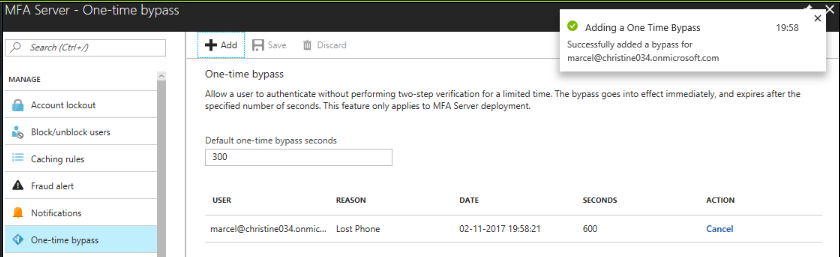 MFA Server - One-time bypass
Adding a One Time Bypass 19:58
Successfully added a bypass for
marcel@christine034.onmicrosoft.com
Search (Ctrl+/)
MANAGE
Account lockout
Block/unblock users
Caching rules
Fraud alert
Notifications
One-time bypass
Add Save Discard
One-time bypass
Allow a user to authenticate without performing two-step verification for a limited time. The bypass goes into effect immediately, and expires after the
specified number of seconds. This feature only applies to MFA Server deployment.
Default one-time bypass seconds
300
USER REASON DATE SECONDS ACTION
marcel@christine034.onmic... Lost Phone 02-11-2017 19:58:21 600 Cancel